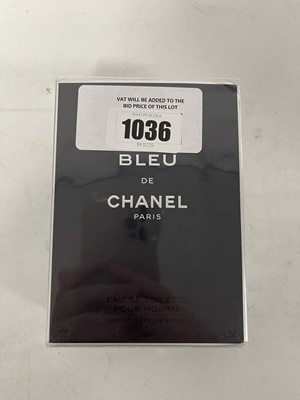 VAT WILL BE ADDED TO THE
BID PRICE OF THIS LOT
1036
BLEU
DE
CHANEL
PARIS
EAU DE TOILETTE
POUR HOMME